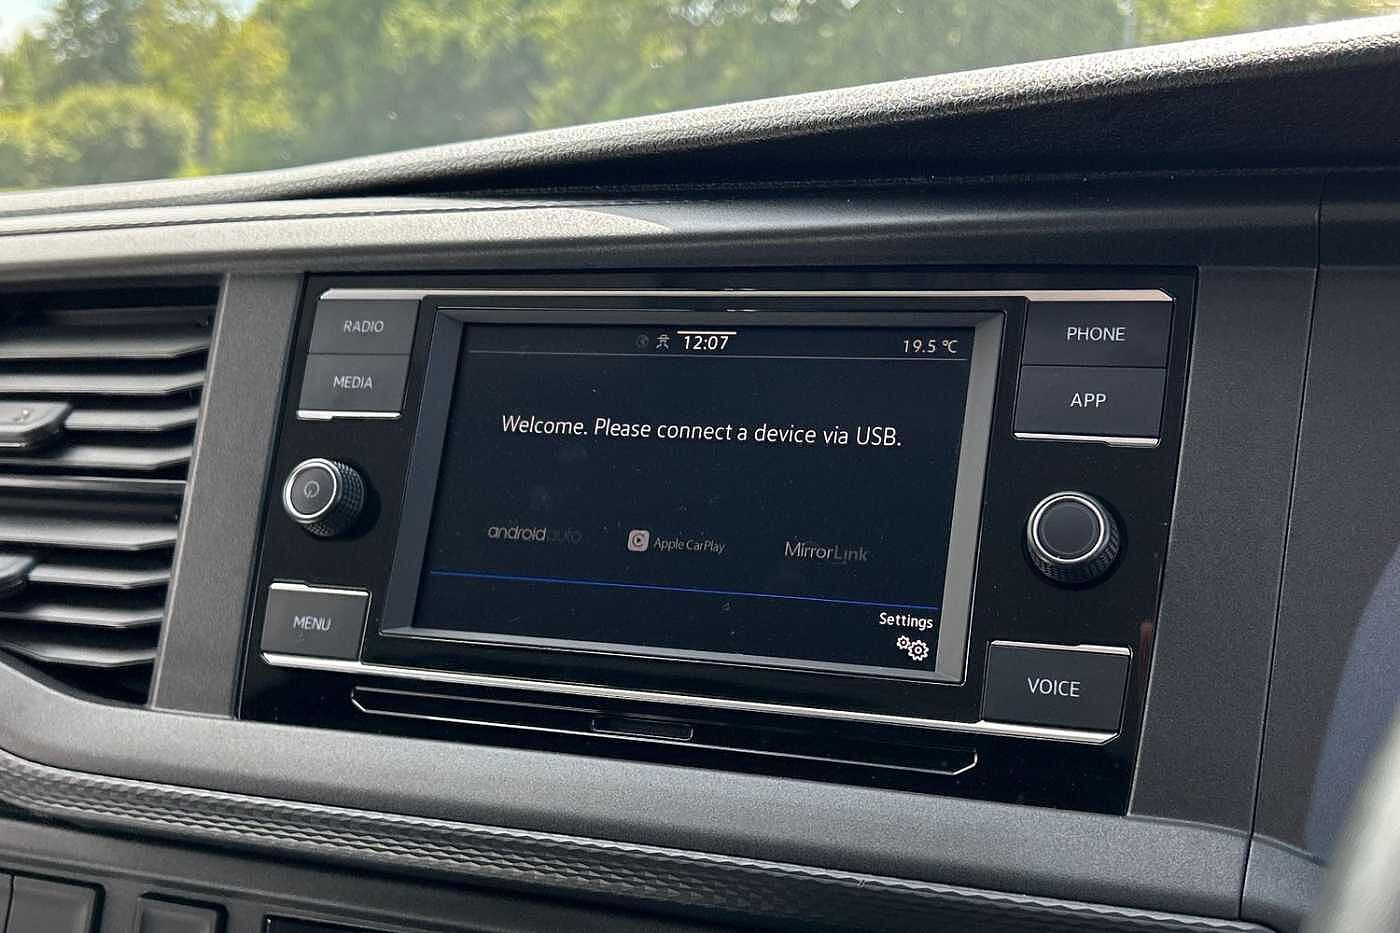 RADIO
MEDIA
MENU
12:07
19.5 °C
Welcome. Please connect a device via USB.
androidauto
Apple CarPlay
MirrorLink
Settings
PHONE
APP
VOICE